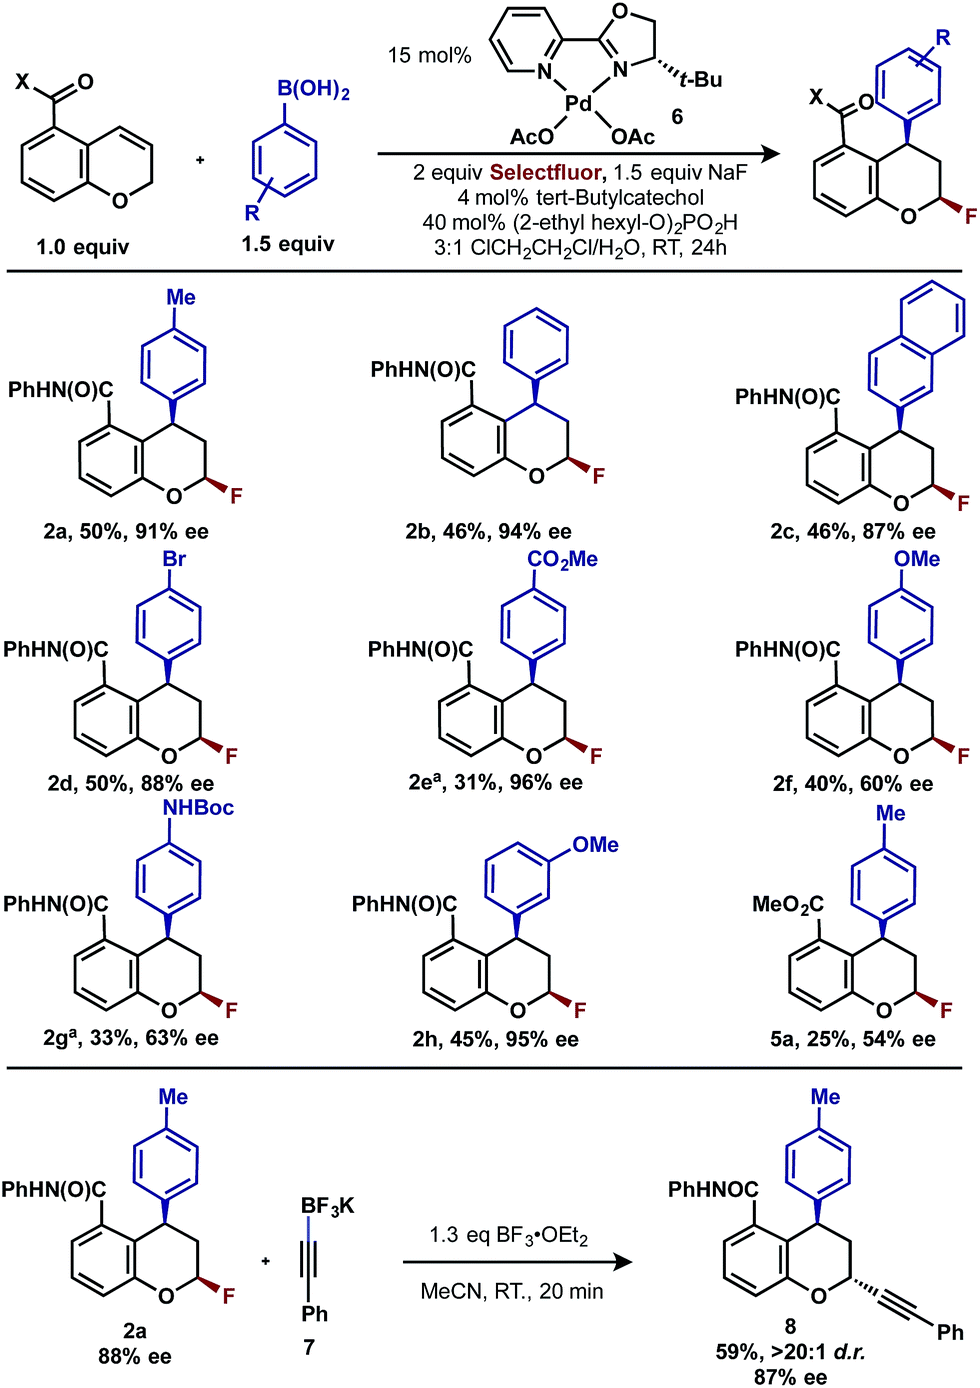 X
O
O
1.0 equiv
+
B(OH)2
R
1.5 equiv
15 mol%
O
N
N
t-Bu
Pd
AcO
OAc
6
2 equiv Selectfluor, 1.5 equiv NaF
4 mol% tert-Butylcatechol
40 mol% (2-ethyl hexyl-O)2PO2H
3:1 ClCH2CH2Cl/H2O, RT, 24h
R
X
O
O
F
Me
PhHN(O)C
O
F
2a, 50%, 91% ee
PhHN(O)C
O
F
2b, 46%, 94% ee
PhHN(O)C
O
F
2c, 46%, 87% ee
Br
PhHN(O)C
O
F
2d, 50%, 88% ee
CO2Me
PhHN(O)C
O
F
2eª, 31%, 96% ee
OMe
PhHN(O)C
O
F
2f, 40%, 60% ee
NHBoc
PhHN(O)C
O
F
2gª, 33%, 63% ee
OMe
PhHN(O)C
O
F
2h, 45%, 95% ee
Me
MeO2C
O
F
5a, 25%, 54% ee
Me
PhHN(O)C
O
F
2a
88% ee
+
BF3K
Ph
7
1.3 eq BF3•OEt2
MeCN, RT., 20 min
Me
PhHNOC
O
Ph
8
59%, >20:1 d.r.
87% ee